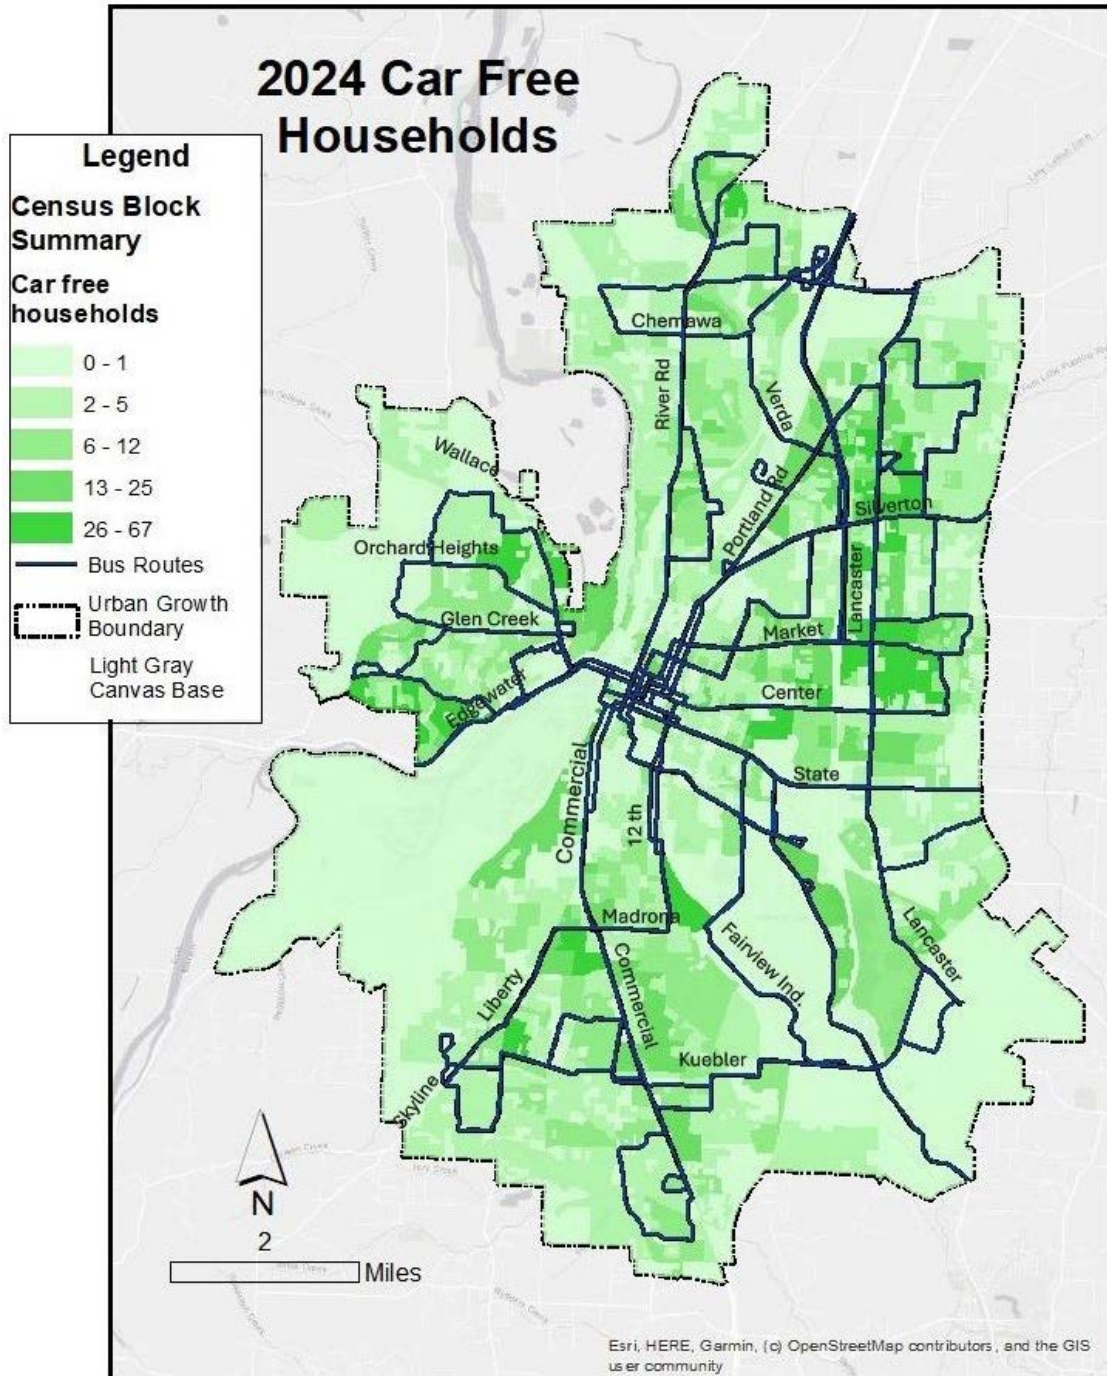 2024 Car Free
Households
Legend
Census Block
Summary
Car free
households
0 - 1
2 - 5
6 - 12
13 - 25
26 - 67
Bus Routes
Urban Growth
Boundary
Light Gray
Canvas Base
Chemawa
River Rd
Verda
Wallace
Portland Rd
Silverton
Orchard Heights
Lancaster
Glen Creek
Market
Edgewater
Center
Commercial
State
12 th
Madrona
Lancaster
Fairview Ind.
Liberty
Commercial
Kuebler
Skyline
N
2
Miles
Esri, HERE, Garmin, (c) OpenStreetMap contributors, and the GIS
user community